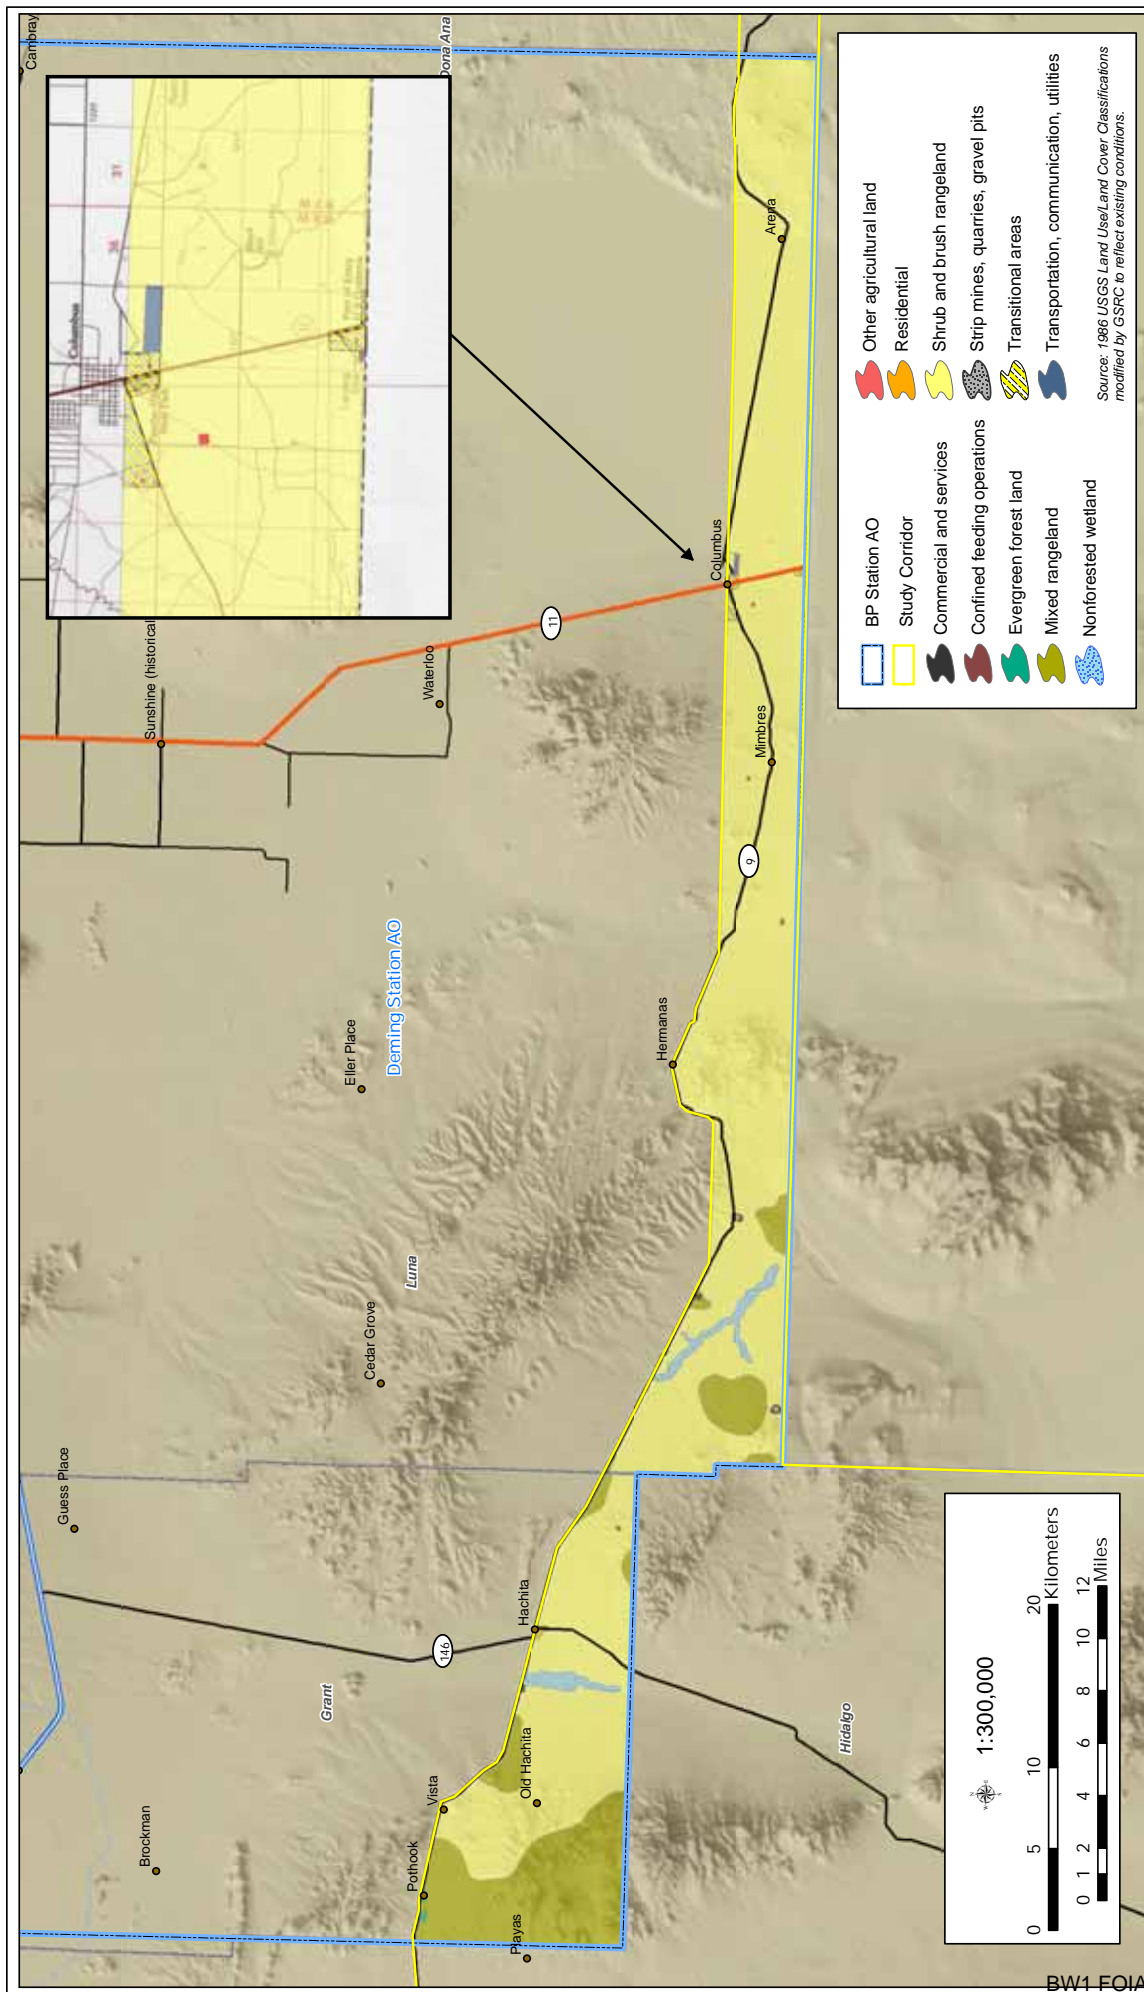 Cambray
Dona Ana
Columbus
31
36
Sunshine (historical
Waterloo
11
Columbus
Arena
Mimbres
9
Hermanas
Eller Place
Deming Station AO
Luna
Cedar Grove
Guess Place
Hachita
146
Grant
Old Hachita
Vista
Pothook
Playas
Brockman
Hidalgo
BP Station AO
Study Corridor
Commercial and services
Confined feeding operations
Evergreen forest land
Mixed rangeland
Nonforested wetland
Other agricultural land
Residential
Shrub and brush rangeland
Strip mines, quarries, gravel pits
Transitional areas
Transportation, communication, utilities
Source: 1986 USGS Land Use/Land Cover Classifications
modified by GSRC to reflect existing conditions.
N
W
E
S
1:300,000
0 5 10 20
Kilometers
0 1 2 4 6 8 10 12
Miles
BW1 FOIA